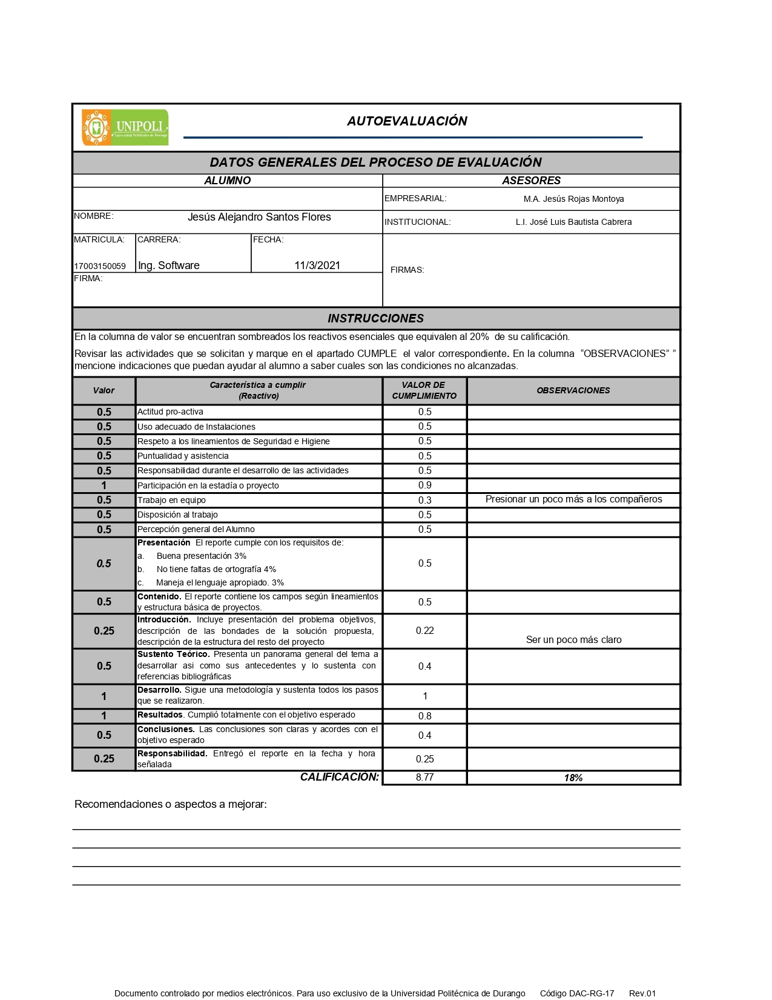 UNIPOLI
Universidad Politécnica de Durango
AUTOEVALUACIÓN
DATOS GENERALES DEL PROCESO DE EVALUACIÓN
ALUMNO
ASESORES
EMPRESARIAL: M.A. Jesús Rojas Montoya
NOMBRE: Jesús Alejandro Santos Flores
INSTITUCIONAL: L.I. José Luis Bautista Cabrera
MATRICULA: CARRERA: FECHA:
17003150059 Ing. Software 11/3/2021
FIRMAS:
FIRMA:
INSTRUCCIONES
En la columna de valor se encuentran sombreados los reactivos esenciales que equivalen al 20% de su calificación.
Revisar las actividades que se solicitan y marque en el apartado CUMPLE el valor correspondiente. En la columna “OBSERVACIONES” ”
mencione indicaciones que puedan ayudar al alumno a saber cuales son las condiciones no alcanzadas.
Valor
Característica a cumplir
(Reactivo)
VALOR DE
CUMPLIMIENTO
OBSERVACIONES
0.5 Actitud pro-activa 0.5
0.5 Uso adecuado de Instalaciones 0.5
0.5 Respeto a los lineamientos de Seguridad e Higiene 0.5
0.5 Puntualidad y asistencia 0.5
0.5 Responsabilidad durante el desarrollo de las actividades 0.5
1 Participación en la estadía o proyecto 0.9
0.5 Trabajo en equipo 0.3 Presionar un poco más a los compañeros
0.5 Disposición al trabajo 0.5
0.5 Percepción general del Alumno 0.5
Presentación El reporte cumple con los requisitos de:
a. Buena presentación 3%
0.5 0.5
b. No tiene faltas de ortografía 4%
c. Maneja el lenguaje apropiado. 3%
Contenido. El reporte contiene los campos según lineamientos
0.5 0.5
y estructura básica de proyectos.
Introducción. Incluye presentación del problema objetivos,
0.25 descripción de las bondades de la solución propuesta, 0.22
descripción de la estructura del resto del proyecto Ser un poco más claro
Sustento Teórico. Presenta un panorama general del tema a
0.5 desarrollar asi como sus antecedentes y lo sustenta con 0.4
referencias bibliográficas
Desarrollo. Sigue una metodología y sustenta todos los pasos
1 1
que se realizaron.
1 Resultados. Cumplió totalmente con el objetivo esperado 0.8
Conclusiones. Las conclusiones son claras y acordes con el
0.5 0.4
objetivo esperado
Responsabilidad. Entregó el reporte en la fecha y hora
0.25 0.25
señalada
CALIFICACIÓN: 8.77 18%
Recomendaciones o aspectos a mejorar:
Documento controlado por medios electrónicos. Para uso exclusivo de la Universidad Politécnica de Durango Código DAC-RG-17 Rev.01